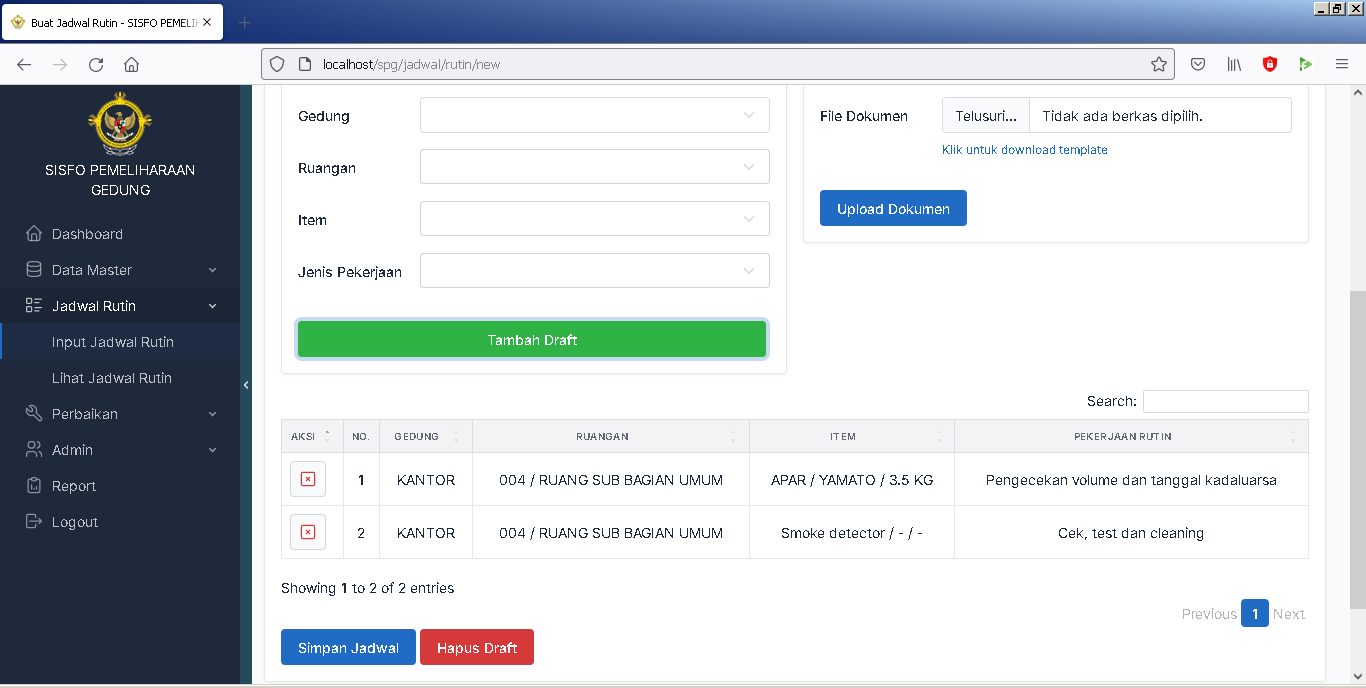 Buat Jadwal Rutin - SISFO PEMELI
localhost/spg/jadwal/rutin/new
SISFO PEMELIHARAAN
GEDUNG
Dashboard
Data Master
Jadwal Rutin
Input Jadwal Rutin
Lihat Jadwal Rutin
Perbaikan
Admin
Report
Logout
Gedung
Ruangan
Item
Jenis Pekerjaan
Tambah Draft
File Dokumen Telusuri... Tidak ada berkas dipilih.
Klik untuk download template
Upload Dokumen
Search:
AKSI NO. GEDUNG RUANGAN ITEM PEKERJAAN RUTIN
1 KANTOR 004 / RUANG SUB BAGIAN UMUM APAR / YAMATO / 3.5 KG Pengecekan volume dan tanggal kadaluarsa
2 KANTOR 004 / RUANG SUB BAGIAN UMUM Smoke detector / - / - Cek, test dan cleaning
Showing 1 to 2 of 2 entries
Previous 1 Next
Simpan Jadwal Hapus Draft